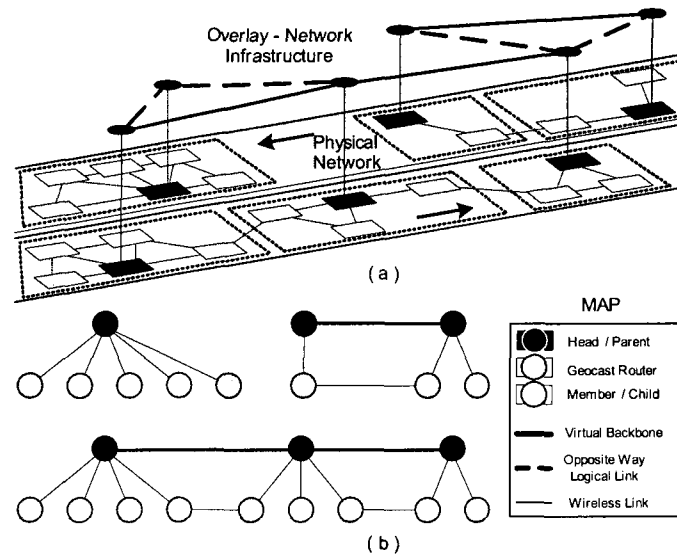 Overlay - Network
Infrastructure
Physical
Network
( a )
MAP
Head / Parent
Geocast Router
Member / Child
Virtual Backbone
Opposite Way
Logical Link
Wireless Link
( b )